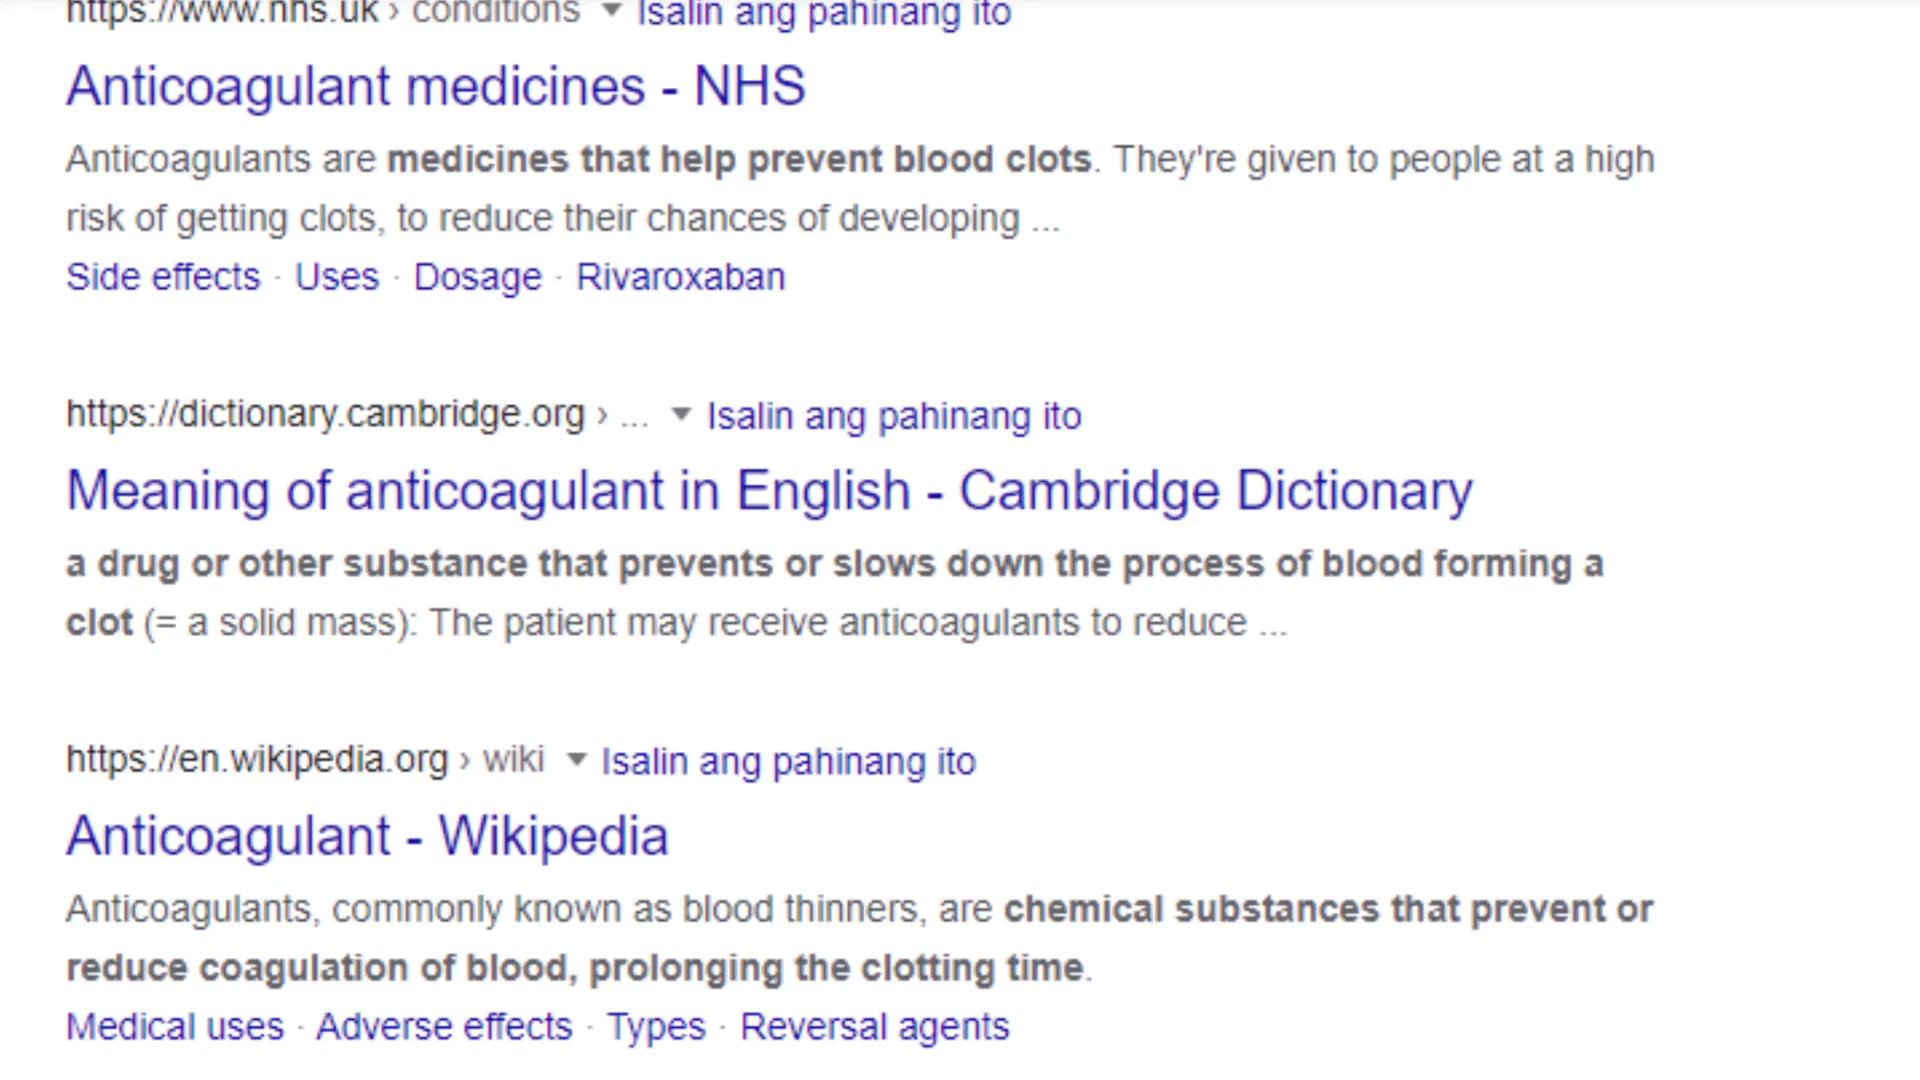 https://www.nhs.uk › conditions ▼ Isalin ang pahinang ito
Anticoagulant medicines - NHS
Anticoagulants are medicines that help prevent blood clots. They're given to people at a high
risk of getting clots, to reduce their chances of developing ...
Side effects · Uses · Dosage · Rivaroxaban
https://dictionary.cambridge.org › ... ▼ Isalin ang pahinang ito
Meaning of anticoagulant in English - Cambridge Dictionary
a drug or other substance that prevents or slows down the process of blood forming a
clot (= a solid mass): The patient may receive anticoagulants to reduce ...
https://en.wikipedia.org › wiki ▼ Isalin ang pahinang ito
Anticoagulant - Wikipedia
Anticoagulants, commonly known as blood thinners, are chemical substances that prevent or
reduce coagulation of blood, prolonging the clotting time.
Medical uses · Adverse effects · Types · Reversal agents